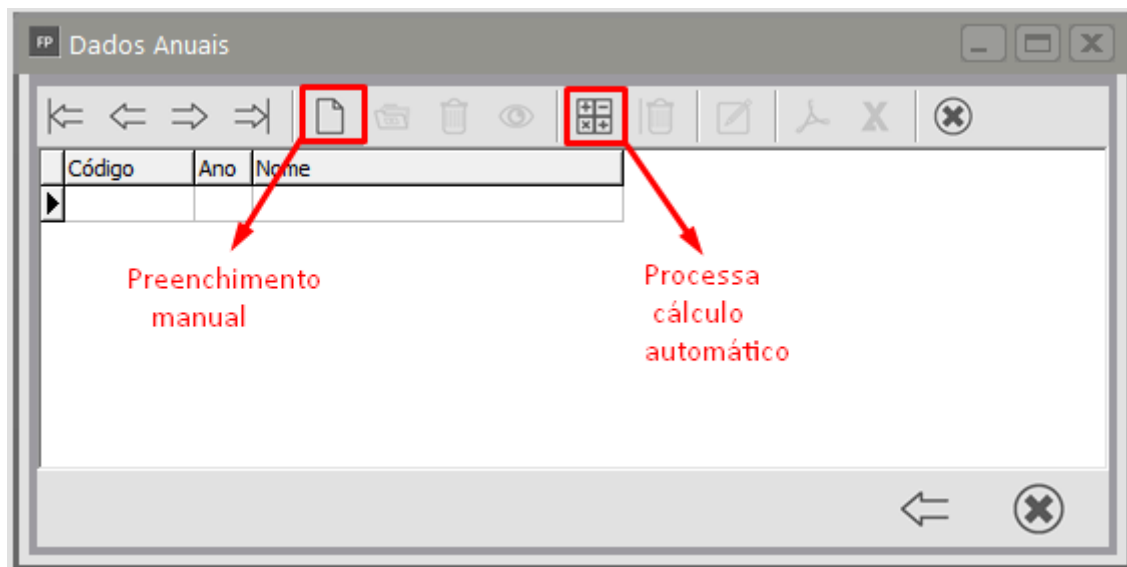 FP Dados Anuais
Código Ano Nome
Preenchimento
manual
Processa
cálculo
automático